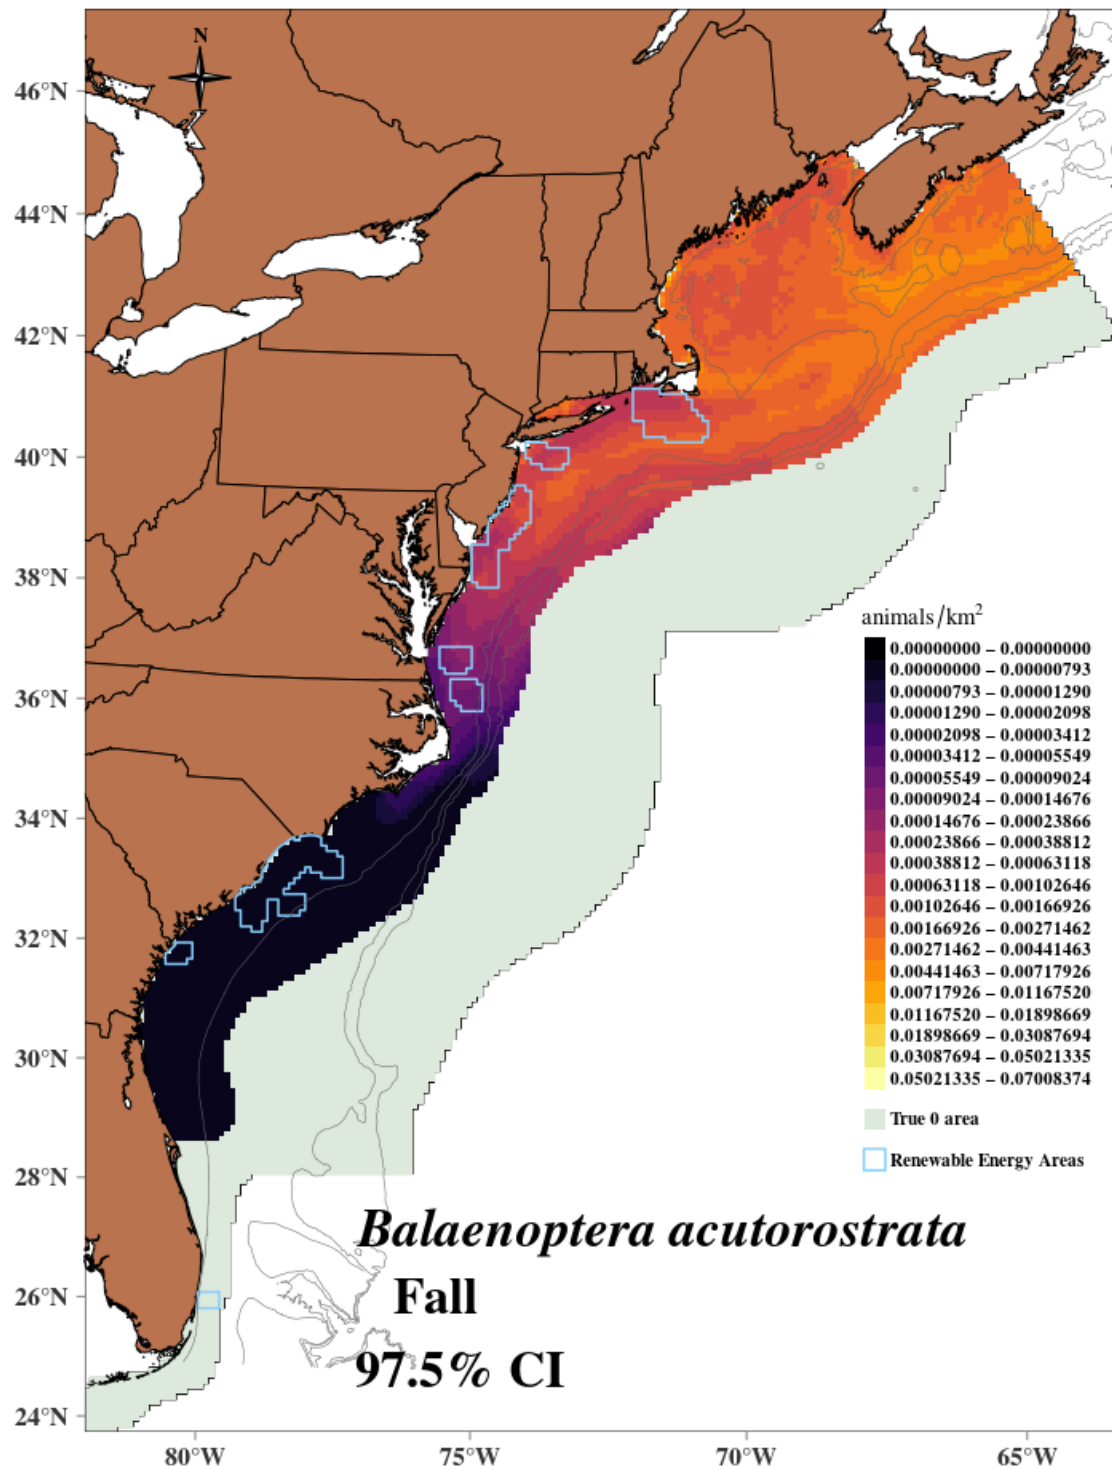 N
46°N
44°N
42°N
40°N
38°N
36°N
34°N
32°N
30°N
28°N
26°N
24°N
80°W
75°W
70°W
65°W
animals/km²
0.00000000 – 0.00000000
0.00000000 – 0.00000793
0.00000793 – 0.00001290
0.00001290 – 0.00002098
0.00002098 – 0.00003412
0.00003412 – 0.00005549
0.00005549 – 0.00009024
0.00009024 – 0.00014676
0.00014676 – 0.00023866
0.00023866 – 0.00038812
0.00038812 – 0.00063118
0.00063118 – 0.00102646
0.00102646 – 0.00166926
0.00166926 – 0.00271462
0.00271462 – 0.00441463
0.00441463 – 0.00717926
0.00717926 – 0.01167520
0.01167520 – 0.01898669
0.01898669 – 0.03087694
0.03087694 – 0.05021335
0.05021335 – 0.07008374
True 0 area
Renewable Energy Areas
Balaenoptera acutorostrata
Fall
97.5% CI